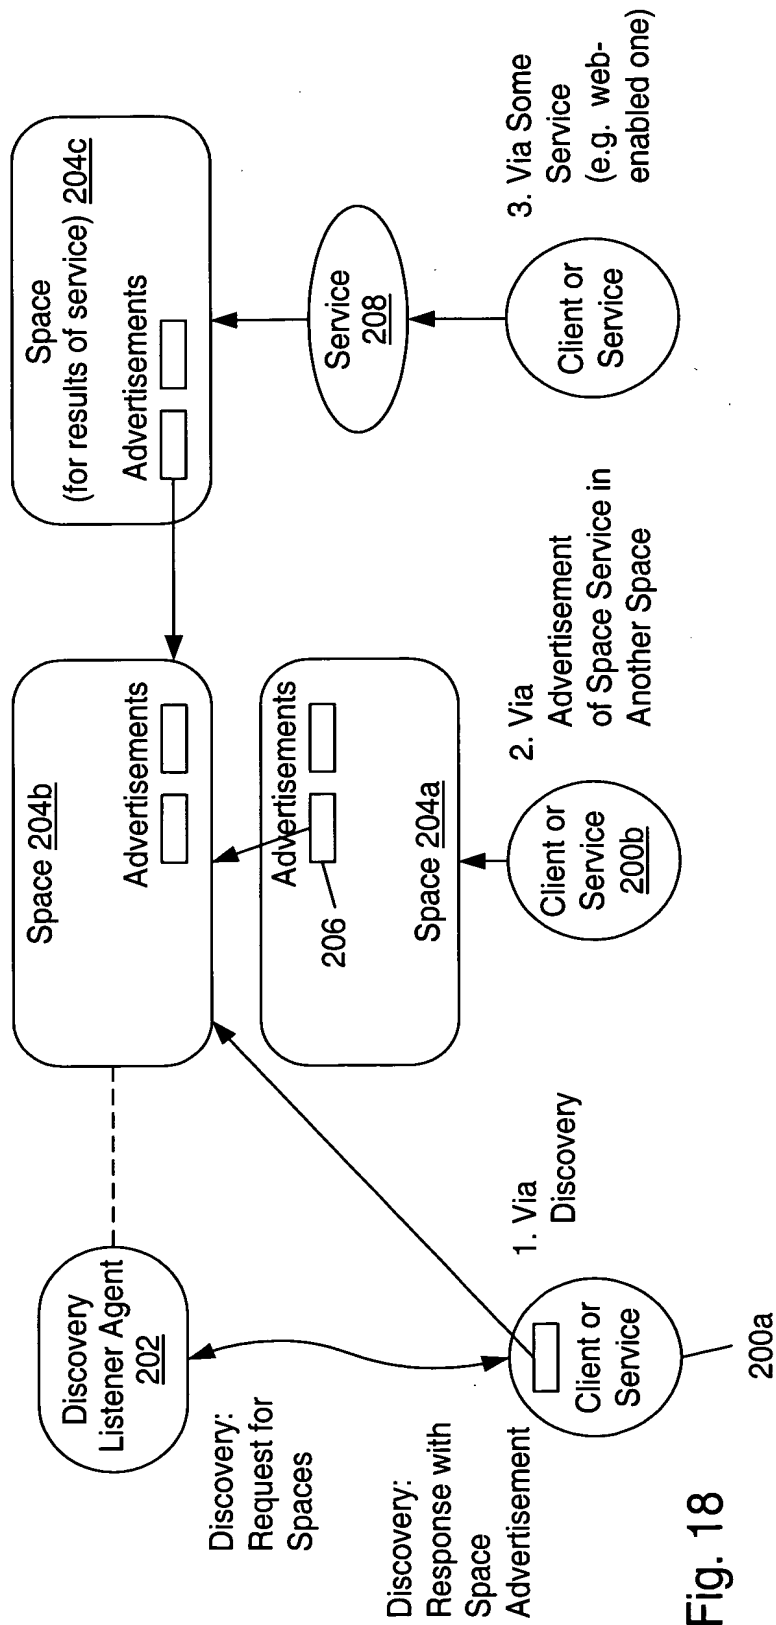 Discovery
Listener Agent
202
Discovery:
Request for
Spaces
Discovery:
Response with
Space
Advertisement
Client or
Service
200a
1. Via
Discovery
Space 204b
Advertisements
Advertisements
206
Space 204a
Client or
Service
200b
2. Via
Advertisement
of Space Service in
Another Space
Space
(for results of service) 204c
Advertisements
Service
208
Client or
Service
3. Via Some
Service
(e.g. web-
enabled one)
Fig. 18